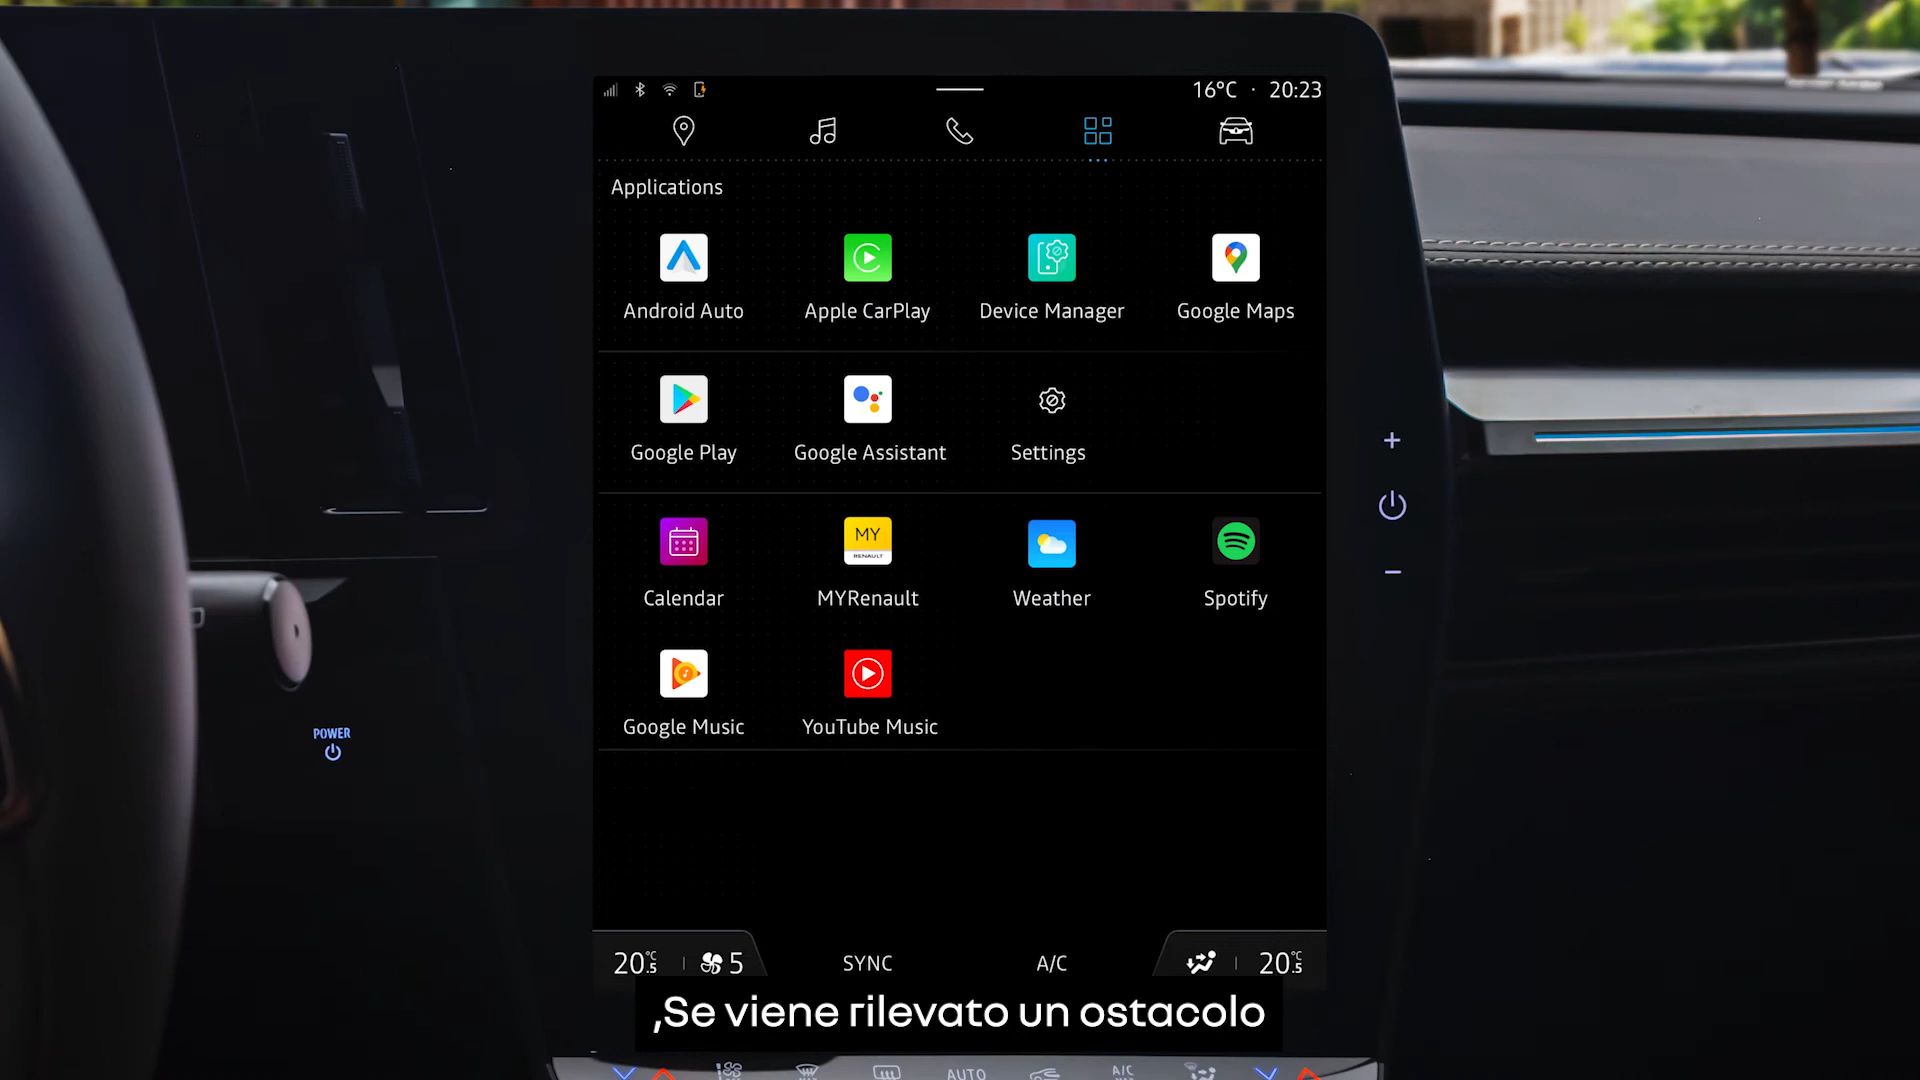 16°C · 20:23
Applications
Android Auto
Apple CarPlay
Device Manager
Google Maps
Google Play
Google Assistant
Settings
MY
RENAULT
Calendar
MYRenault
Weather
Spotify
Google Music
YouTube Music
POWER
20.5°C
5
SYNC
A/C
20.5°C
,Se viene rilevato un ostacolo
AUTO
A/C